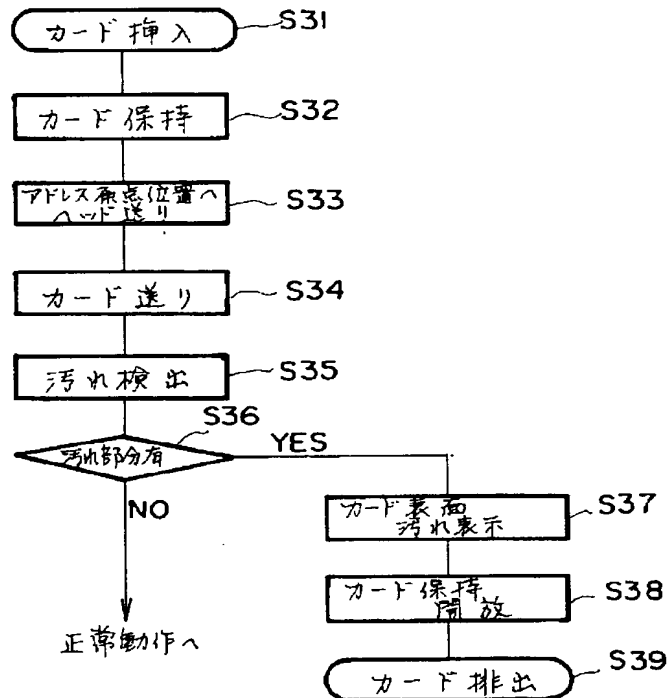 カード挿入
S31
カード保持
S32
アドレス原点位置へ
ヘッド送り
S33
カード送り
S34
汚れ検出
S35
S36
汚れ部分有
YES
NO
カード表面
汚れ表示
S37
カード保持
開放
S38
正常動作へ
カード排出
S39